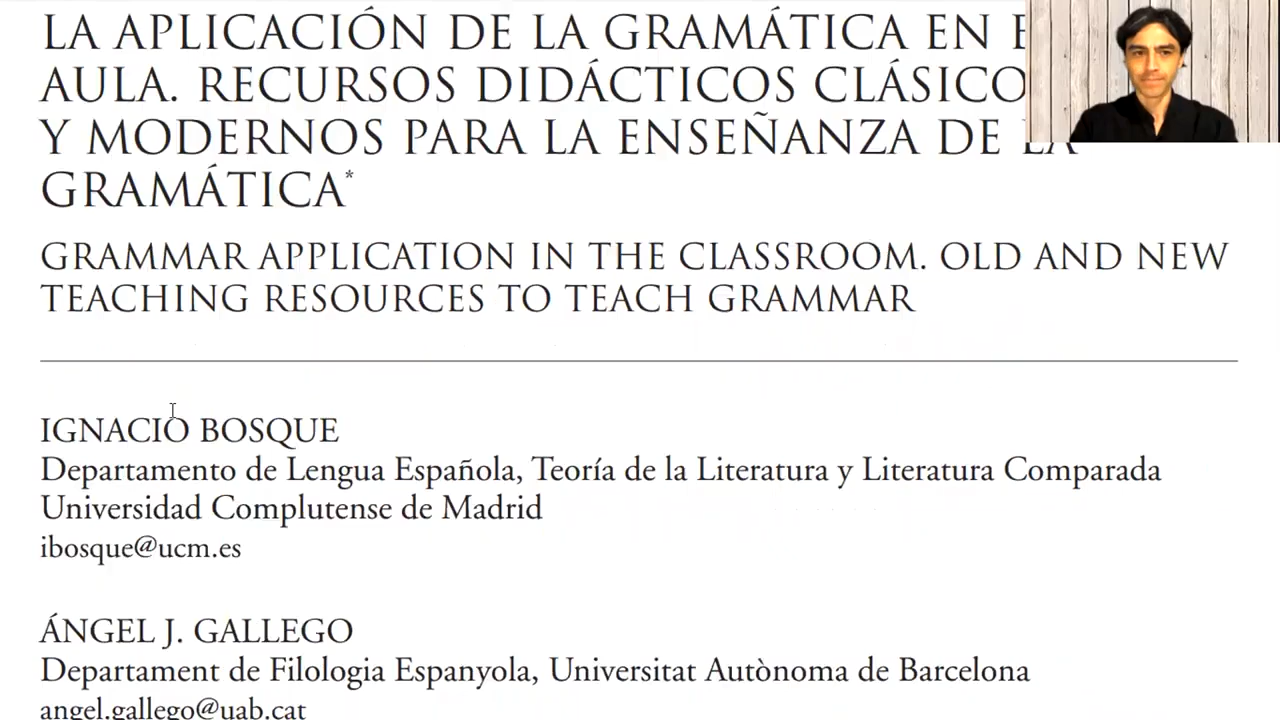 LA APLICACIÓN DE LA GRAMÁTICA EN
AULA. RECURSOS DIDÁCTICOS CLÁSICO
Y MODERNOS PARA LA ENSEÑANZA DE LA
GRAMÁTICA*
GRAMMAR APPLICATION IN THE CLASSROOM. OLD AND NEW
TEACHING RESOURCES TO TEACH GRAMMAR
IGNACIO BOSQUE
Departamento de Lengua Española, Teoría de la Literatura y Literatura Comparada
Universidad Complutense de Madrid
ibosque@ucm.es
ÁNGEL J. GALLEGO
Departament de Filologia Espanyola, Universitat Autònoma de Barcelona
angel.gallego@uab.cat